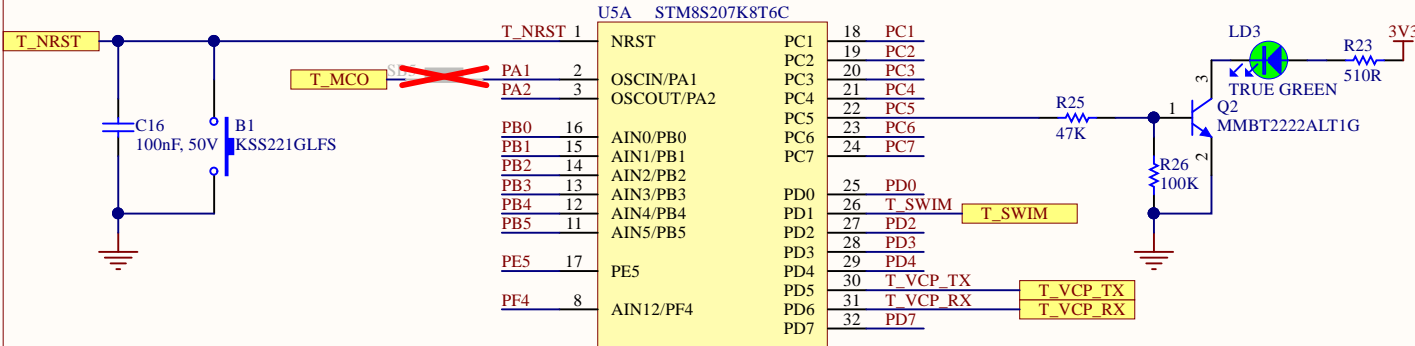 U5A STM8S207K8T6C
T_NRST
T_NRST 1 NRST
PC1 18 PC1
PC2 19 PC2
T_MCO
SB5
PA1 2 OSCIN/PA1
PC3 20 PC3
PA2 3 OSCOUT/PA2
PC4 21 PC4
PC5 22 PC5
PB0 16 AIN0/PB0
PC6 23 PC6
PB1 15 AIN1/PB1
PC7 24 PC7
PB2 14 AIN2/PB2
PB3 13 AIN3/PB3
PD0 25 PD0
PB4 12 AIN4/PB4
PD1 26 T_SWIM
T_SWIM
PB5 11 AIN5/PB5
PD2 27 PD2
PD3 28 PD3
PE5 17 PE5
PD4 29 PD4
PD5 30 T_VCP_TX
T_VCP_TX
PF4 8 AIN12/PF4
PD6 31 T_VCP_RX
T_VCP_RX
PD7 32 PD7
C16
100nF, 50V
B1
KSS221GLFS
R25
47K
R26
100K
LD3
TRUE GREEN
R23
510R
3V3
Q2
MMBT2222ALT1G
1
2
3